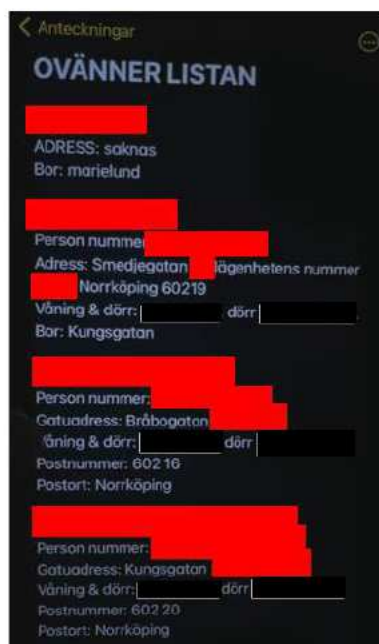 Anteckningar
OVÄNNER LISTAN
ADRESS: saknas
Bor: marielund
Person nummer
Adress: Smedjegatan lägenhetens nummer
Norrköping 60219
Våning & dörr: dörr
Bor: Kungsgatan
Person nummer:
Gatuadress: Bråbogatan
Våning & dörr: dörr
Postnummer: 602 16
Postort: Norrköping
Person nummer:
Gatuadress: Kungsgatan
Våning & dörr: dörr
Postnummer: 602 20
Postort: Norrköping